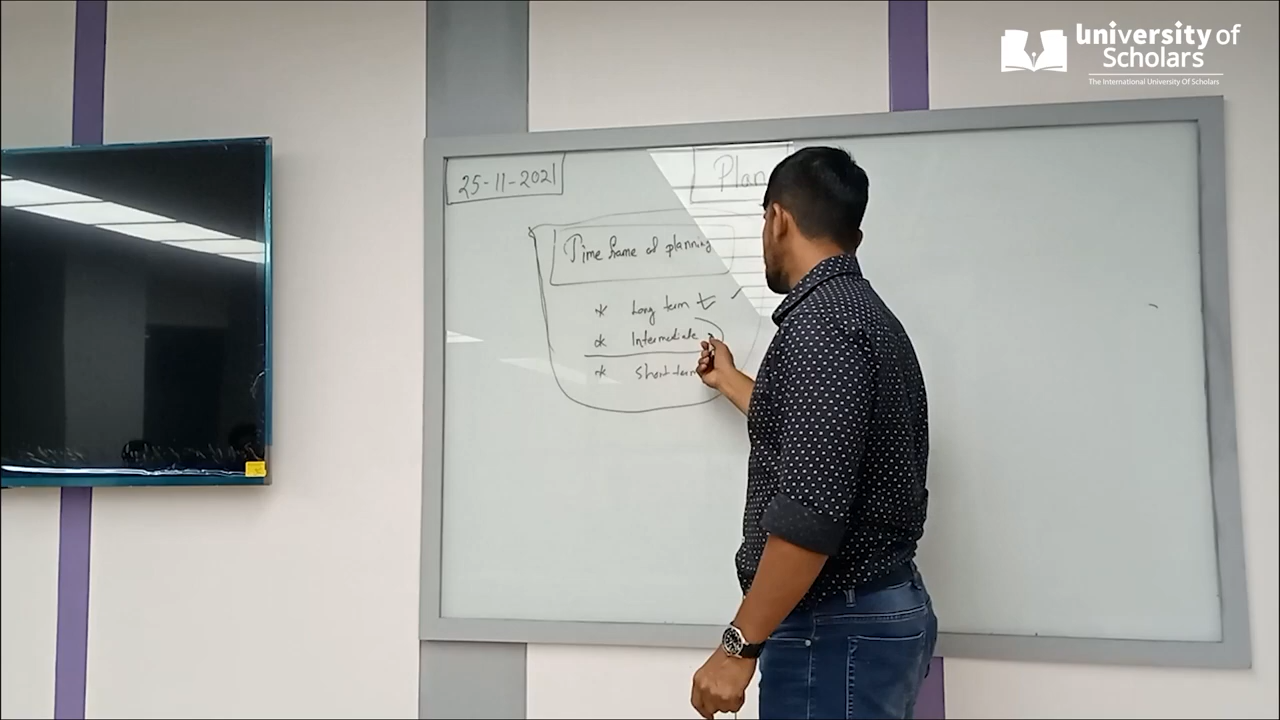 University of
Scholars
The International University Of Scholars
25-11-2021
Plan
Time frame of planning
* Long term
* Intermediate
* Short-term